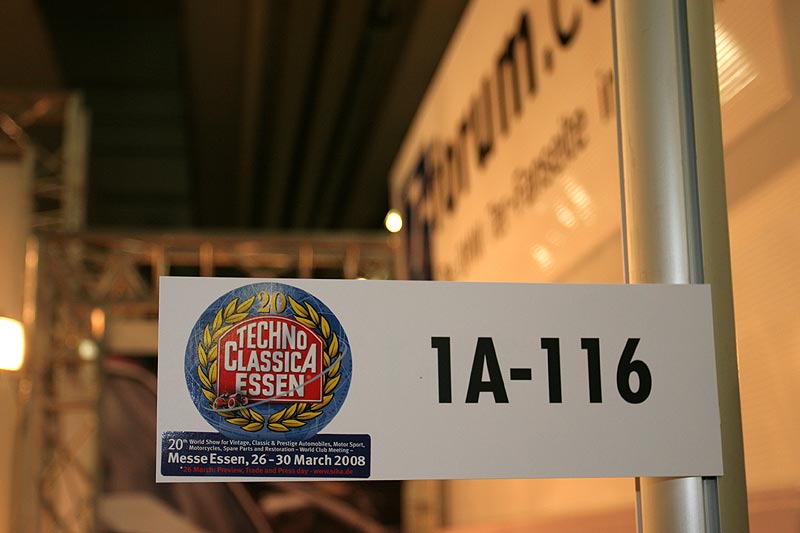 forum.c
20
TECHNO
CLASSICA
ESSEN
1A-116
20th World Show for Vintage, Classic & Prestige Automobiles, Motor Sport,
Motorcycles, Spare Parts and Restoration - World Club Meeting -
Messe Essen, 26 - 30 March 2008
*26 March: Preview, Trade and Press day - www.siha.de